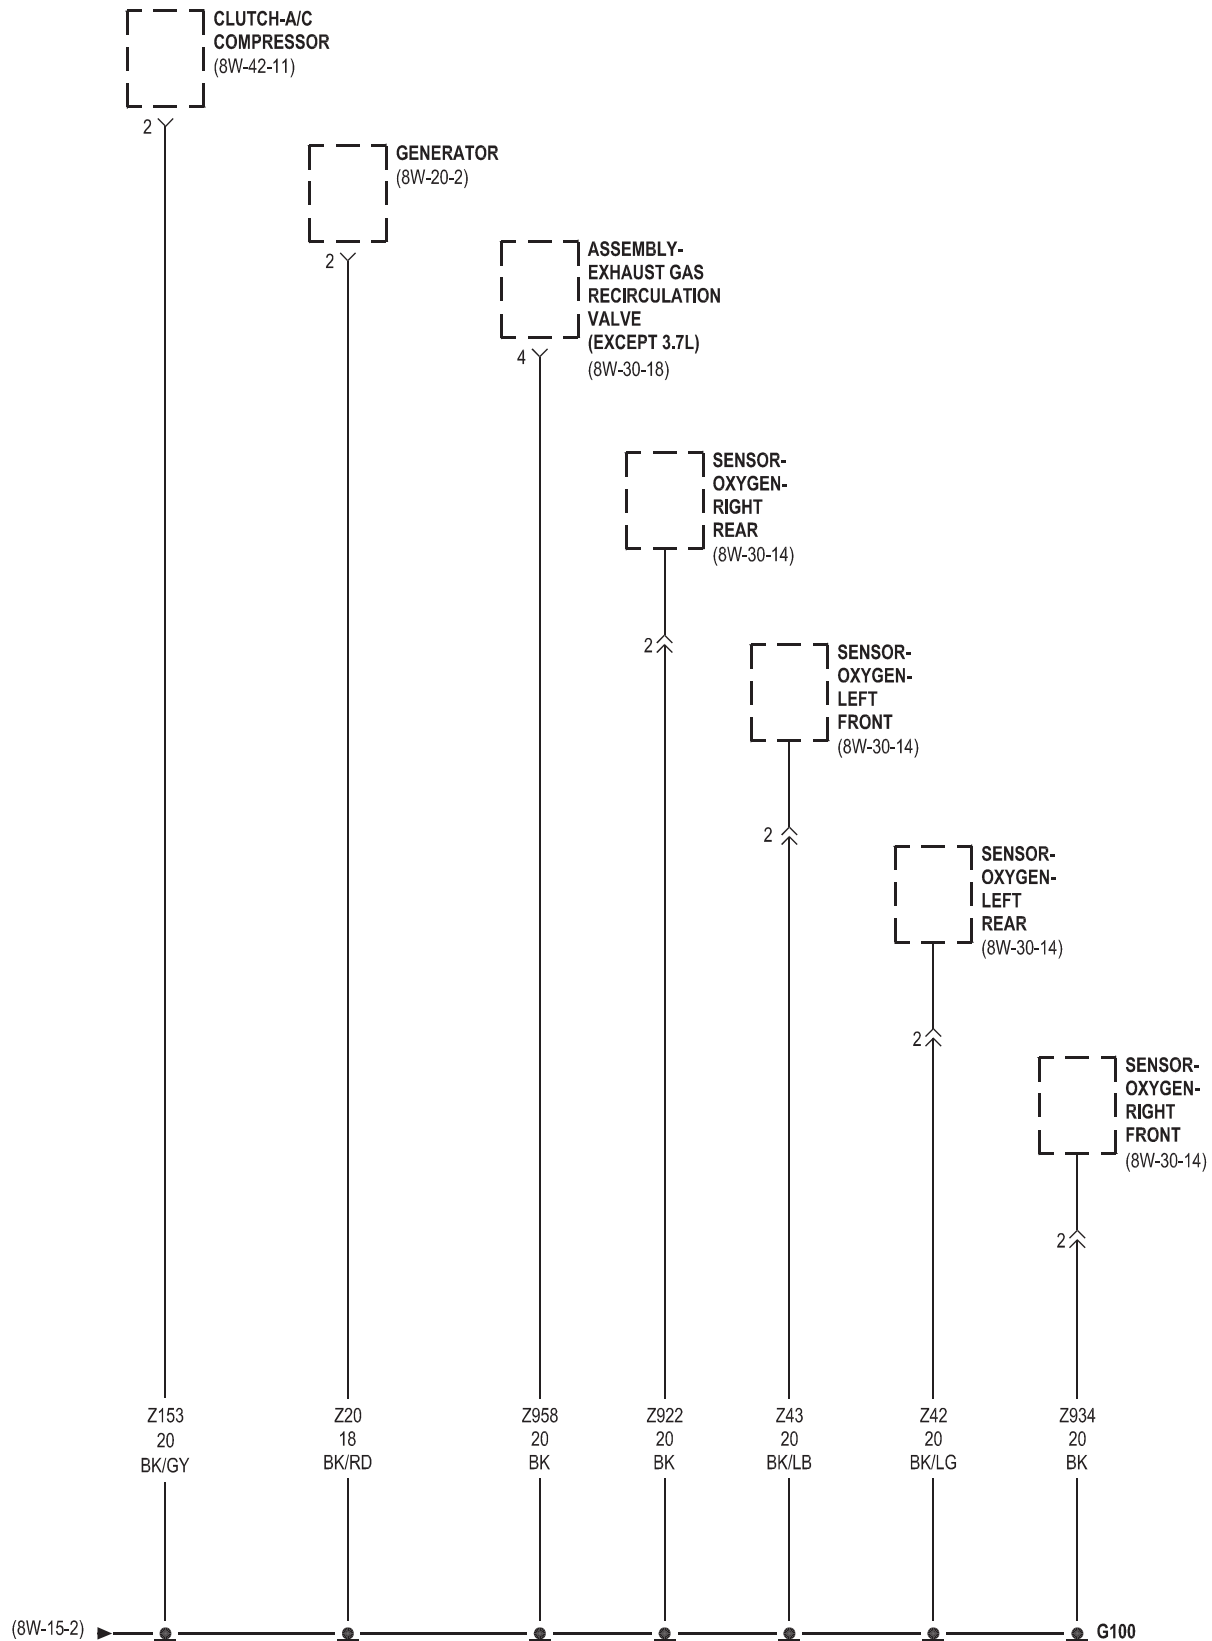 CLUTCH-A/C
COMPRESSOR
(8W-42-11)
2
GENERATOR
(8W-20-2)
2
ASSEMBLY-
EXHAUST GAS
RECIRCULATION
VALVE
(EXCEPT 3.7L)
(8W-30-18)
4
SENSOR-
OXYGEN-
RIGHT
REAR
(8W-30-14)
2
SENSOR-
OXYGEN-
LEFT
FRONT
(8W-30-14)
2
SENSOR-
OXYGEN-
LEFT
REAR
(8W-30-14)
2
SENSOR-
OXYGEN-
RIGHT
FRONT
(8W-30-14)
2
Z153 Z20 Z958 Z922 Z43 Z42 Z934
20 18 20 20 20 20 20
BK/GY BK/RD BK BK BK/LB BK/LG BK
(8W-15-2) G100